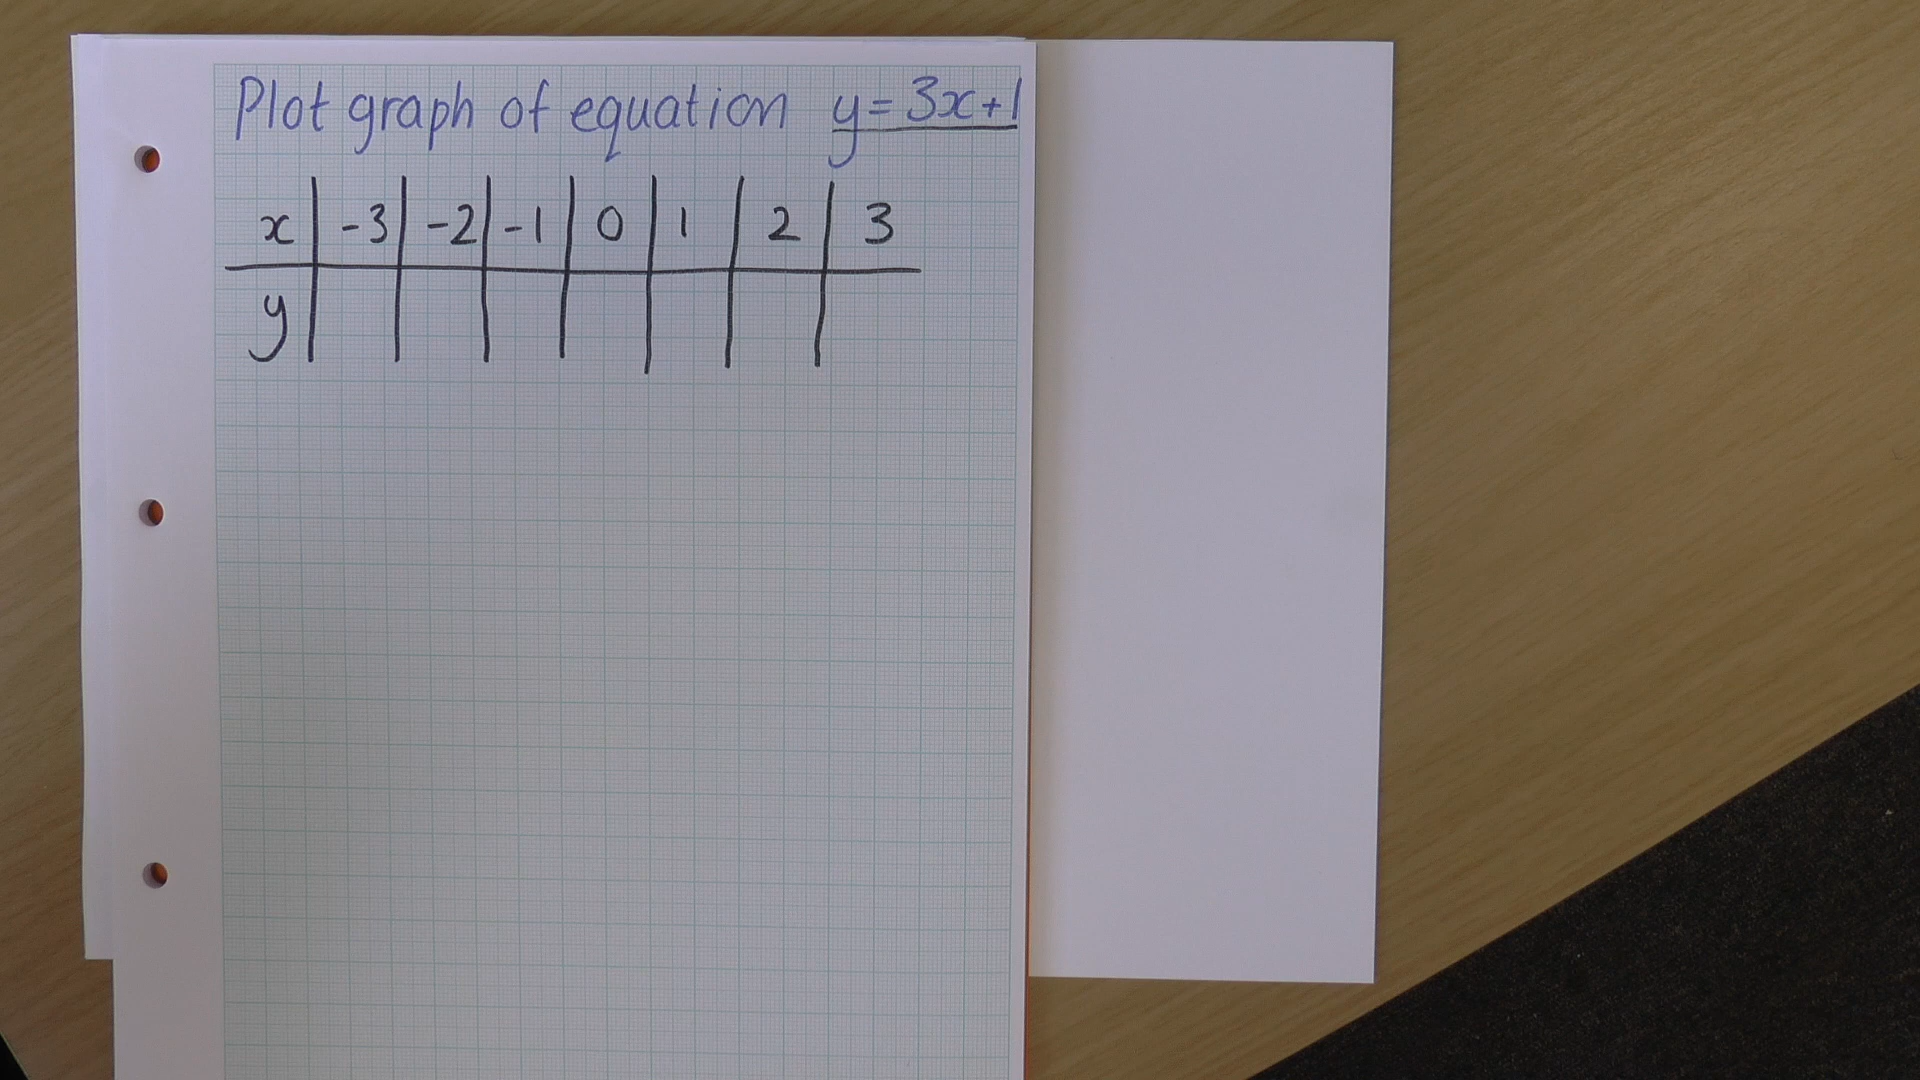 Plot graph of equation y = 3x + 1
x -3 -2 -1 0 1 2 3
y